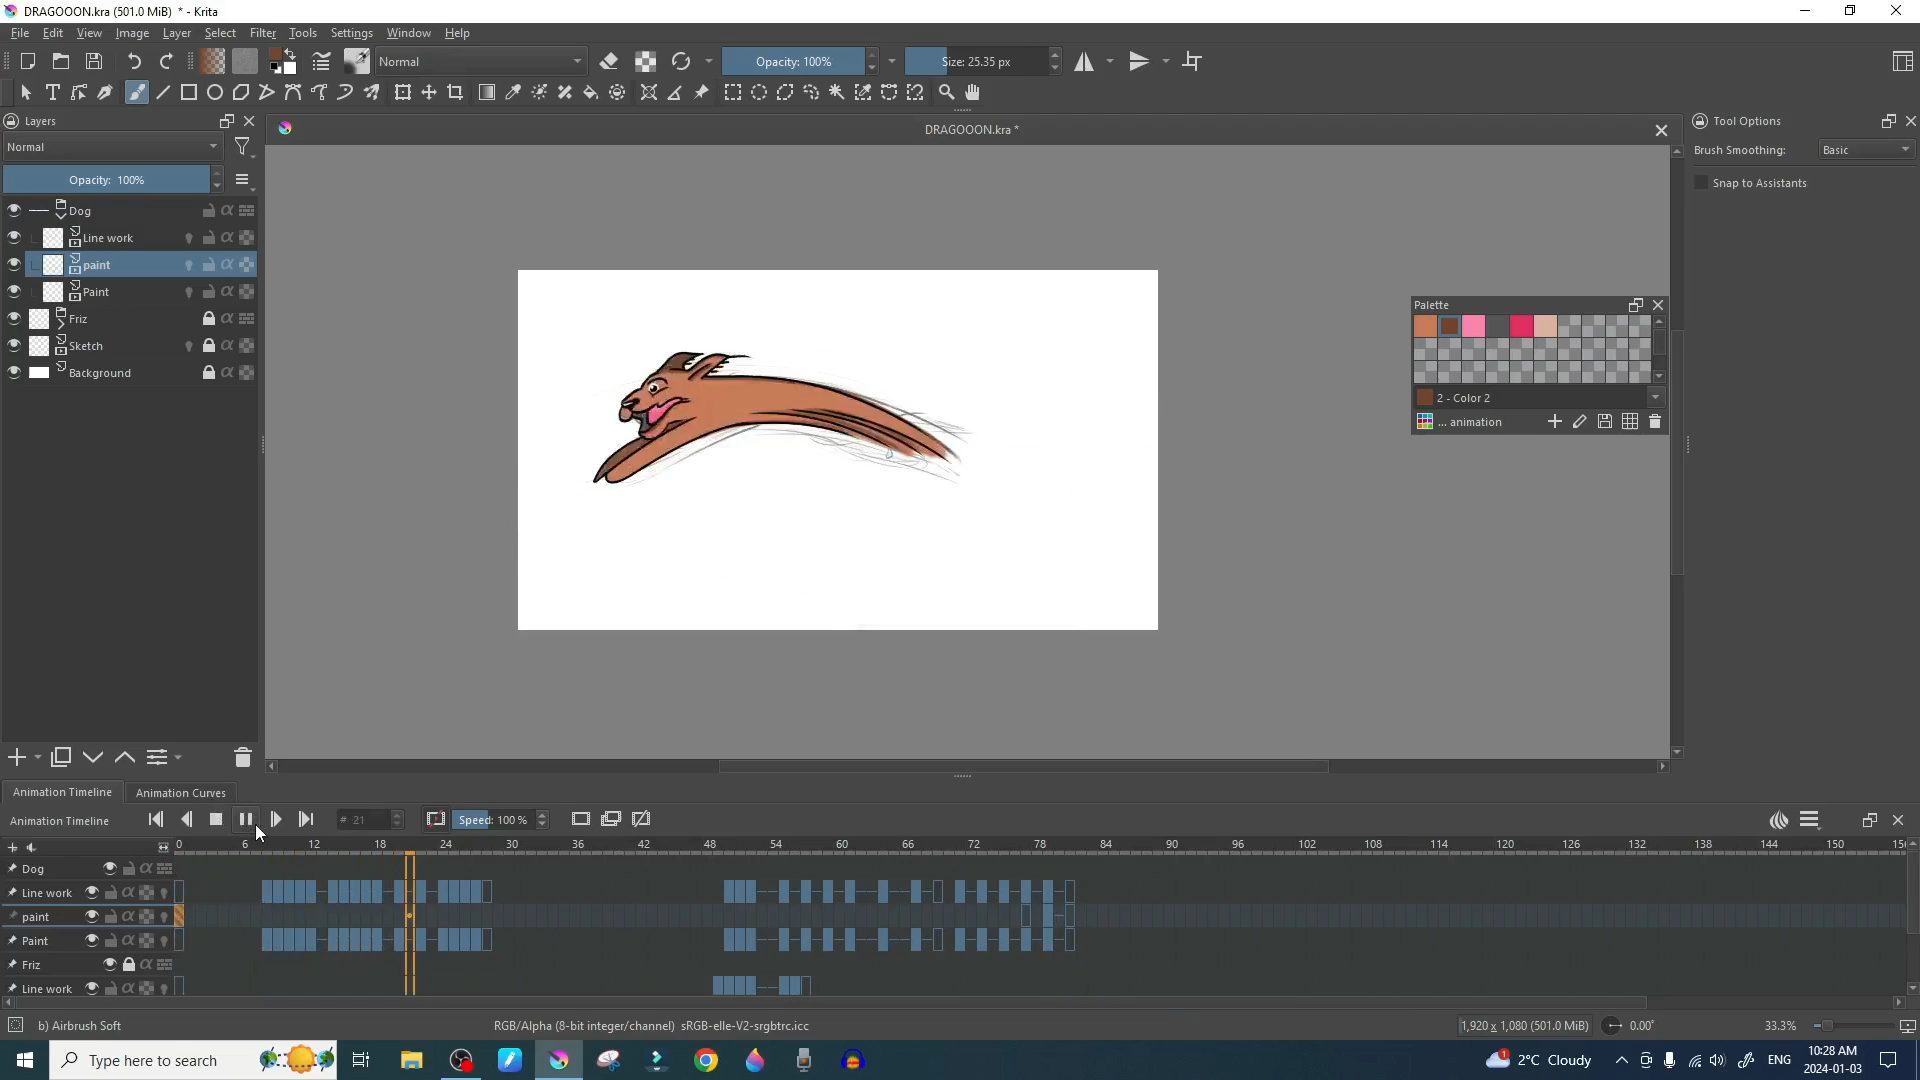 DRAGOOON.kra (501.0 MiB) * - Krita
File Edit View Image Layer Select Filter Tools Settings Window Help
Normal
Opacity: 100%
Size: 25.35 px
Layers
DRAGOOON.kra *
Tool Options
Normal
Brush Smoothing:
Basic
Opacity: 100%
Snap to Assistants
Dog
Line work
paint
Paint
Friz
Sketch
Background
Palette
2 - Color 2
... animation
Animation Timeline
Animation Curves
Animation Timeline
# 21
Speed: 100 %
0 6 12 18 24 30 36 42 48 54 60 66 72 78 84 90 96 102 108 114 120 126 132 138 144 150
Dog
Line work
paint
Paint
Friz
Line work
b) Airbrush Soft
RGB/Alpha (8-bit integer/channel) sRGB-elle-V2-srgbtrc.icc
1,920 x 1,080 (501.0 MiB)
0.00°
33.3%
Type here to search
1
2°C Cloudy
ENG
10:28 AM
2024-01-03